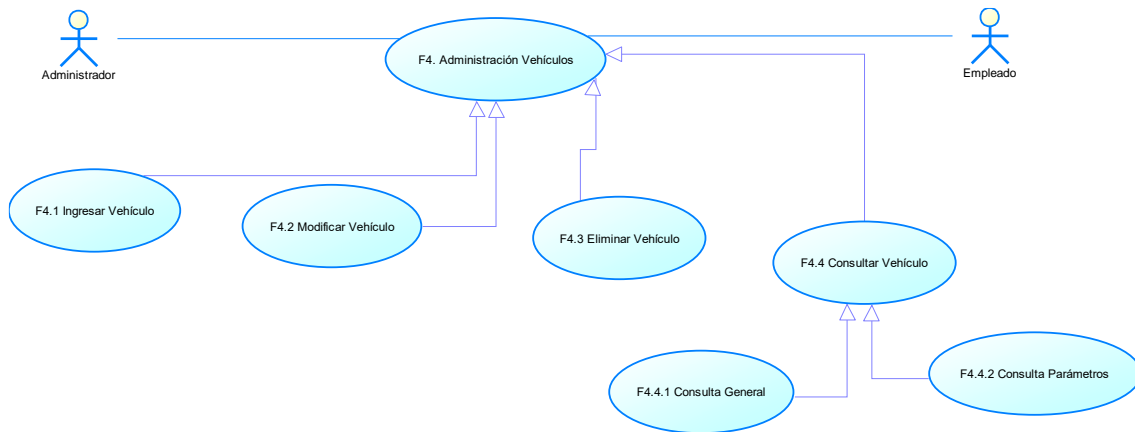 F4. Administración Vehículos
Administrador
Empleado
F4.1 Ingresar Vehículo
F4.2 Modificar Vehículo
F4.3 Eliminar Vehículo
F4.4 Consultar Vehículo
F4.4.1 Consulta General
F4.4.2 Consulta Parámetros